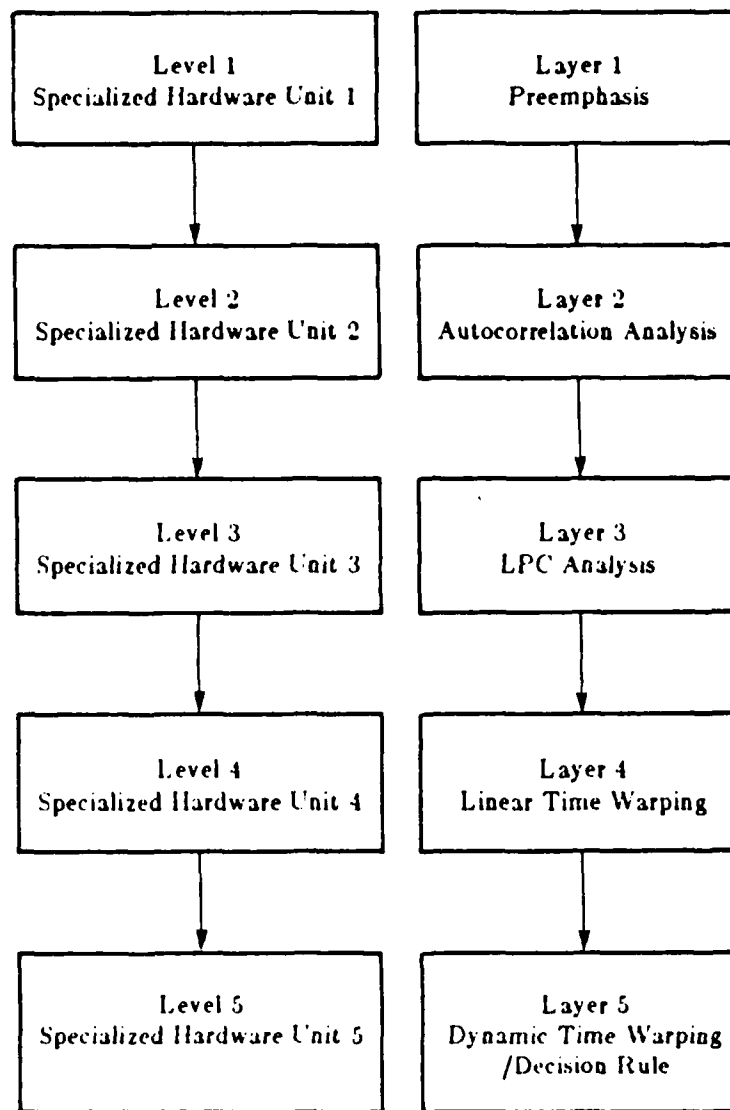 Level 1
Specialized Hardware Unit 1
Level 2
Specialized Hardware Unit 2
Level 3
Specialized Hardware Unit 3
Level 4
Specialized Hardware Unit 4
Level 5
Specialized Hardware Unit 5
Layer 1
Preemphasis
Layer 2
Autocorrelation Analysis
Layer 3
LPC Analysis
Layer 4
Linear Time Warping
Layer 5
Dynamic Time Warping
/Decision Rule